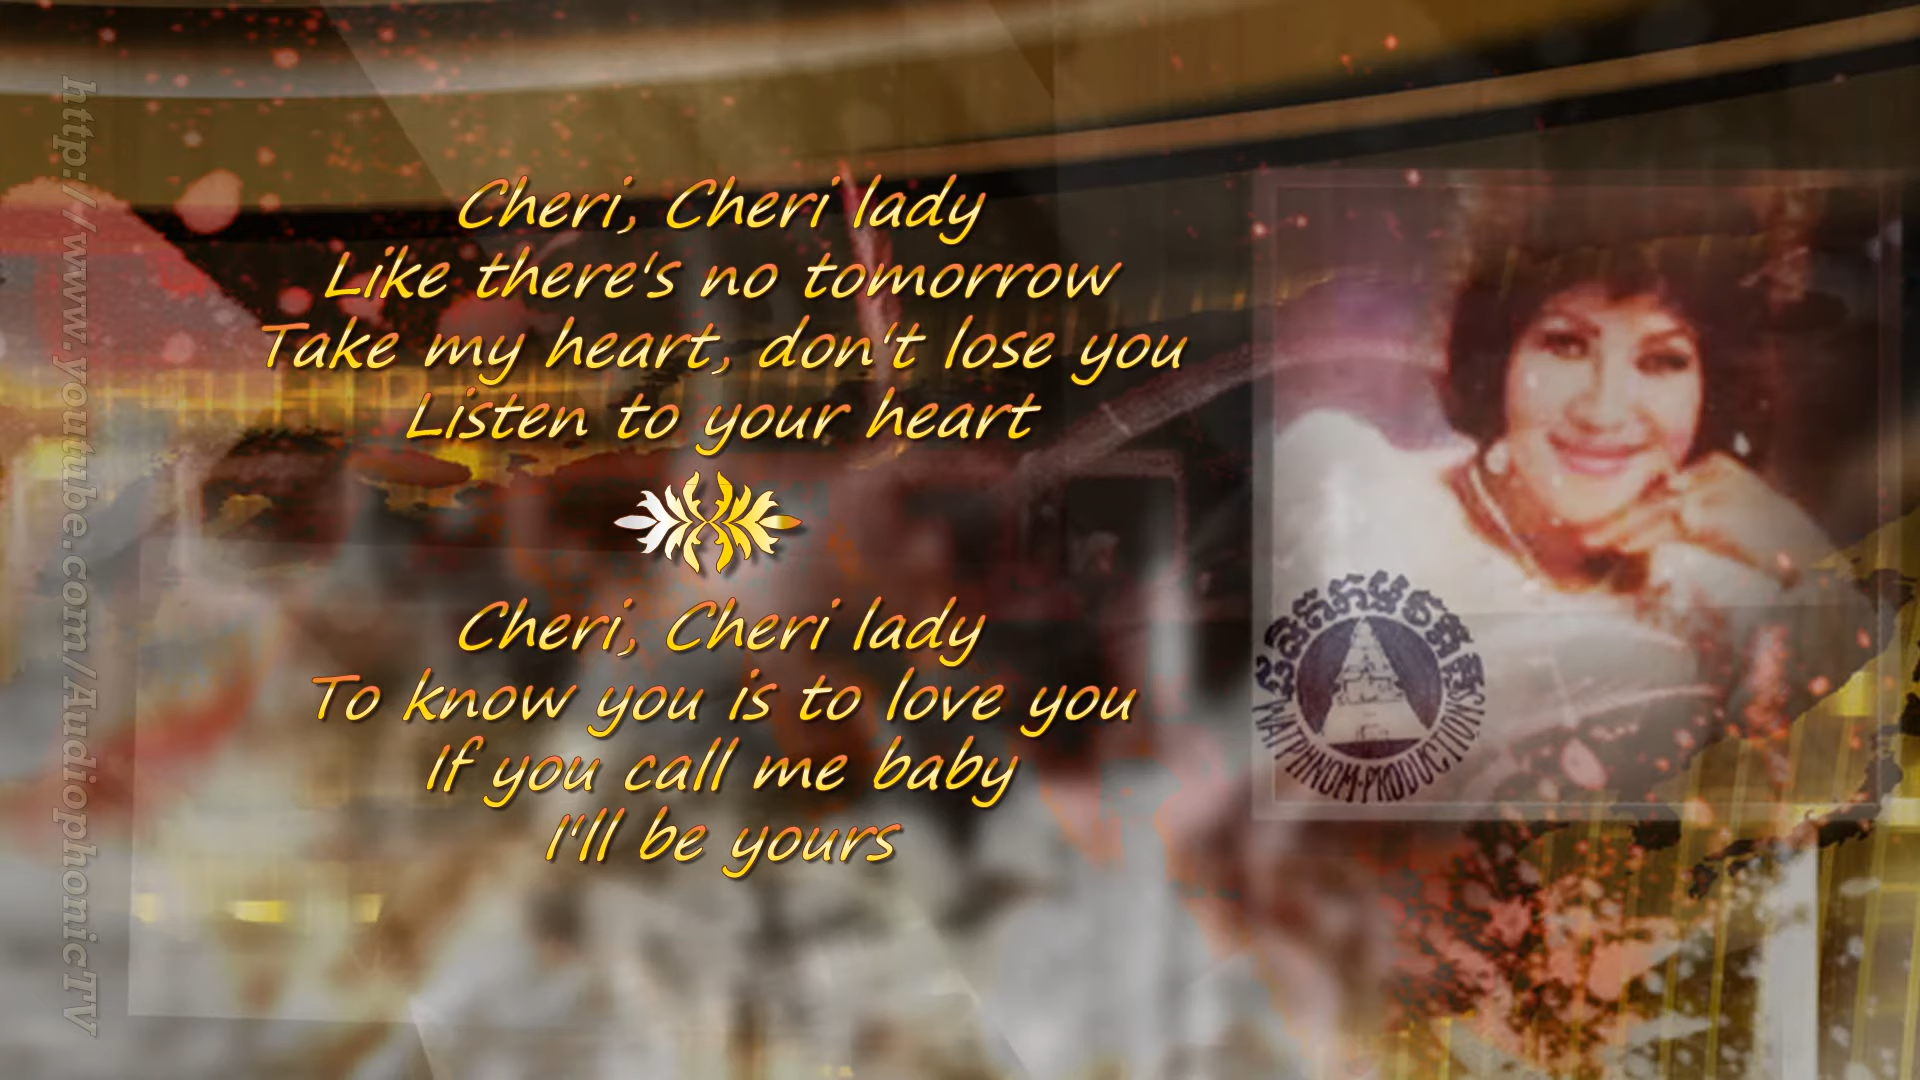 Cheri, Cheri lady
Like there's no tomorrow
Take my heart, don't lose you
Listen to your heart
Cheri, Cheri lady
To know you is to love you
If you call me baby
I'll be yours
http://www.youtube.com/AudiophonicTV
WATPHNOM·PRODUCTIONS